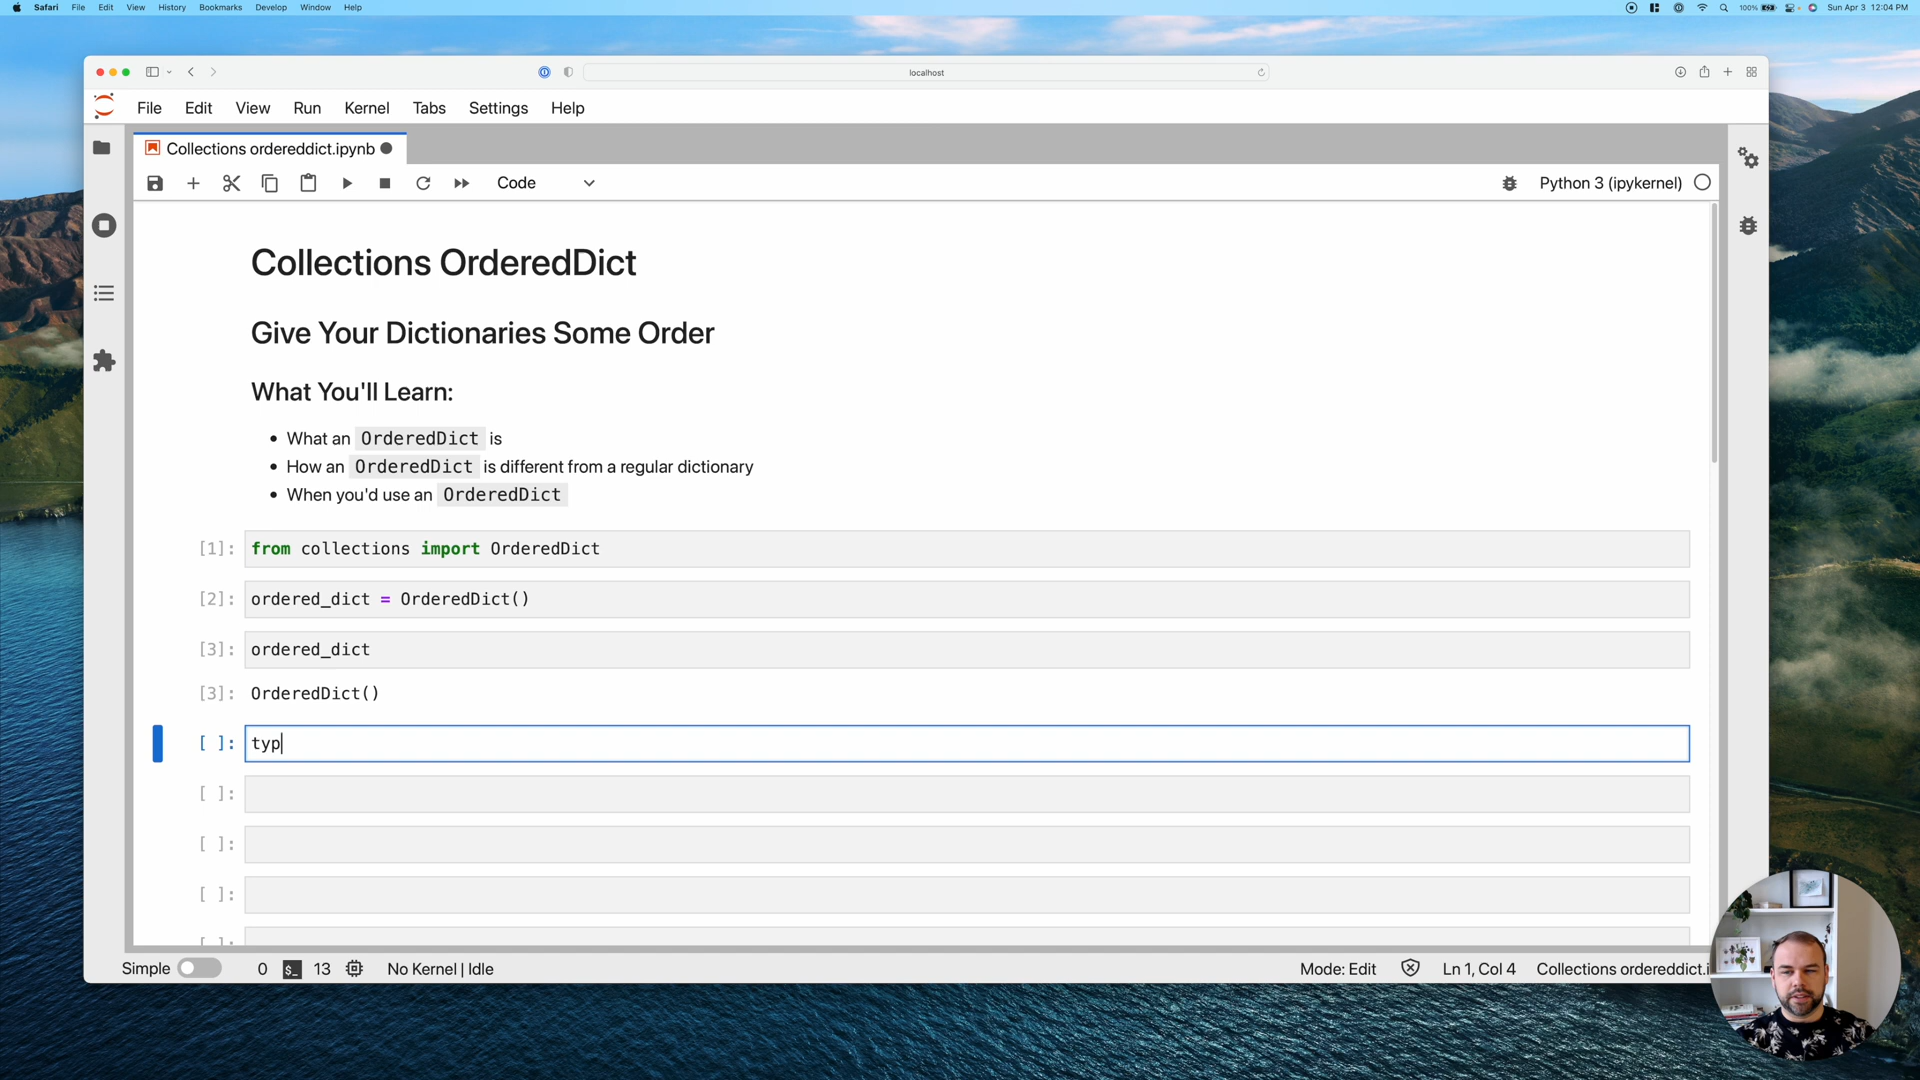 Safari File Edit View History Bookmarks Develop Window Help 100% Sun Apr 3 12:04 PM
localhost
File Edit View Run Kernel Tabs Settings Help
Collections ordereddict.ipynb
Code Python 3 (ipykernel)
Collections OrderedDict
Give Your Dictionaries Some Order
What You'll Learn:
• What an OrderedDict is
• How an OrderedDict is different from a regular dictionary
• When you'd use an OrderedDict
[1]: from collections import OrderedDict
[2]: ordered_dict = OrderedDict()
[3]: ordered_dict
[3]: OrderedDict()
[ ]: typ
[ ]:
[ ]:
[ ]:
[ ]:
Simple 0 $_ 13 No Kernel | Idle Mode: Edit Ln 1, Col 4 Collections ordereddict.i